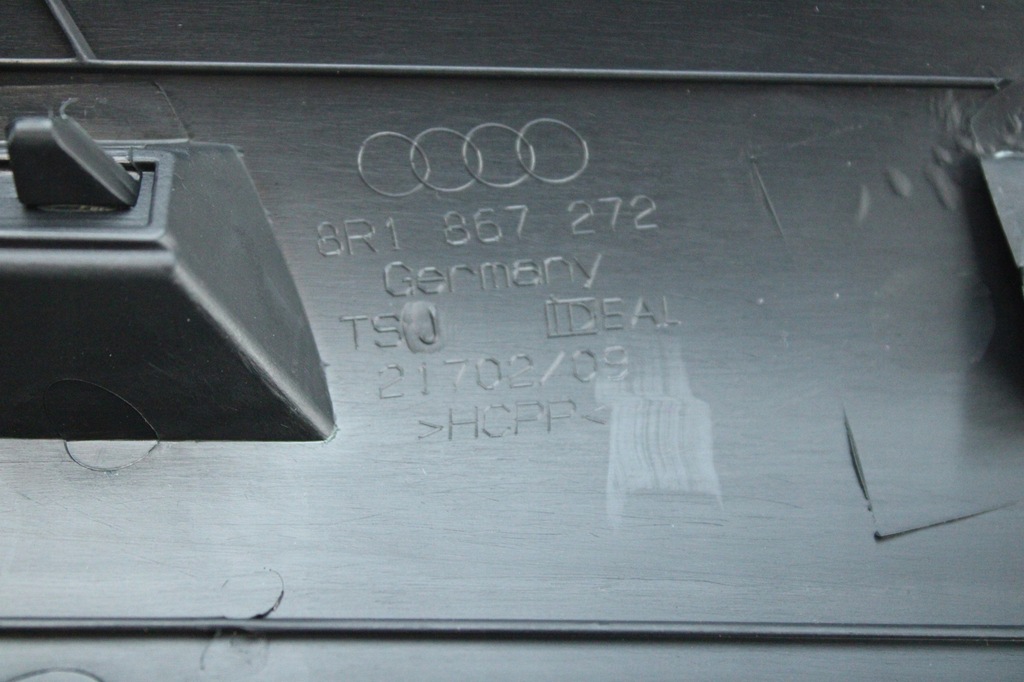 8R1 867 272
Germany
TSJ IDEAL
21702/09
>HCPP<